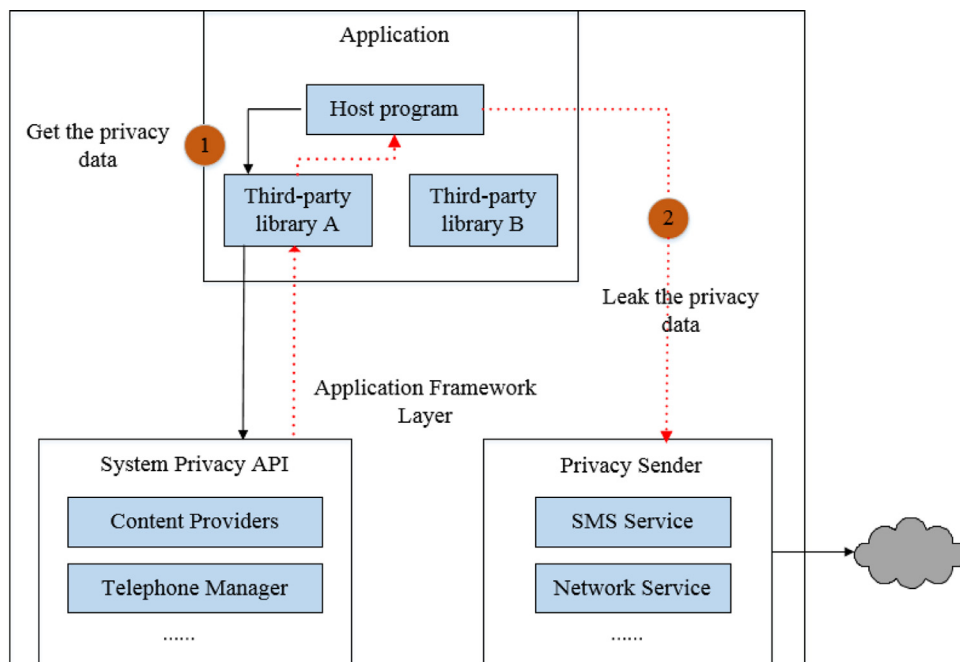 Application
Host program
Get the privacy
data
1
Third-party
library A
Third-party
library B
2
Leak the privacy
data
Application Framework
Layer
System Privacy API
Content Providers
Telephone Manager
......
Privacy Sender
SMS Service
Network Service
......